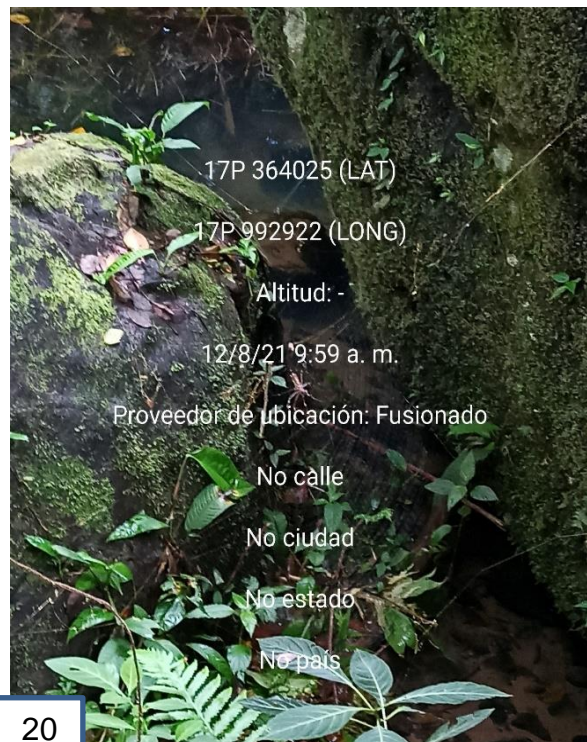 17P 364025 (LAT)
17P 992922 (LONG)
Altitud: -
12/8/21 9:59 a. m.
Proveedor de ubicación: Fusionado
No calle
No ciudad
No estado
No país
20